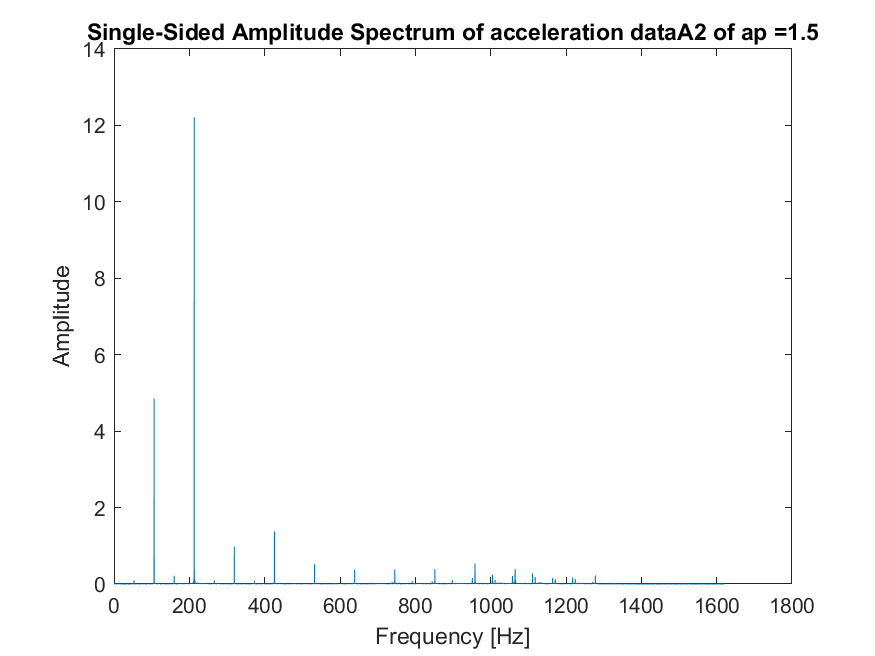 Single-Sided Amplitude Spectrum of acceleration dataA2 of ap =1.5
14
12
10
8
6
4
2
0
Amplitude
0 200 400 600 800 1000 1200 1400 1600 1800
Frequency [Hz]